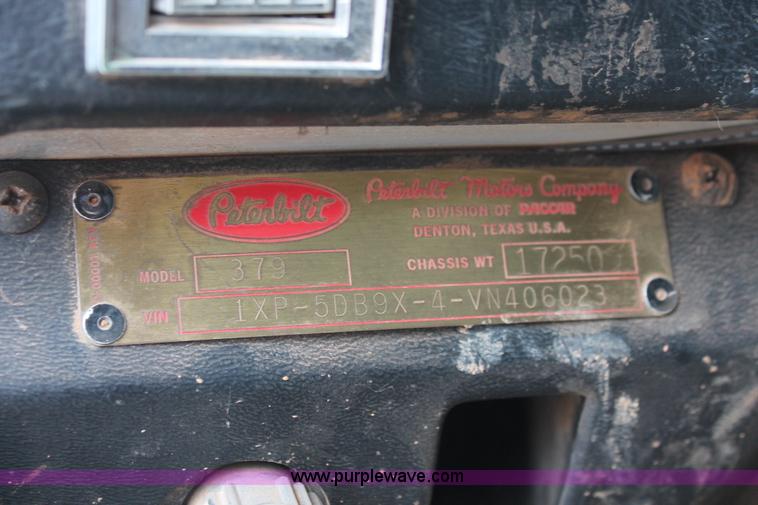 Peterbilt
Peterbilt Motors Company
A DIVISION OF PACCAR
DENTON, TEXAS U.S.A.
MODEL 379
CHASSIS WT 17250
VIN 1XP-5DB9X-4-VN406023
www.purplewave.com